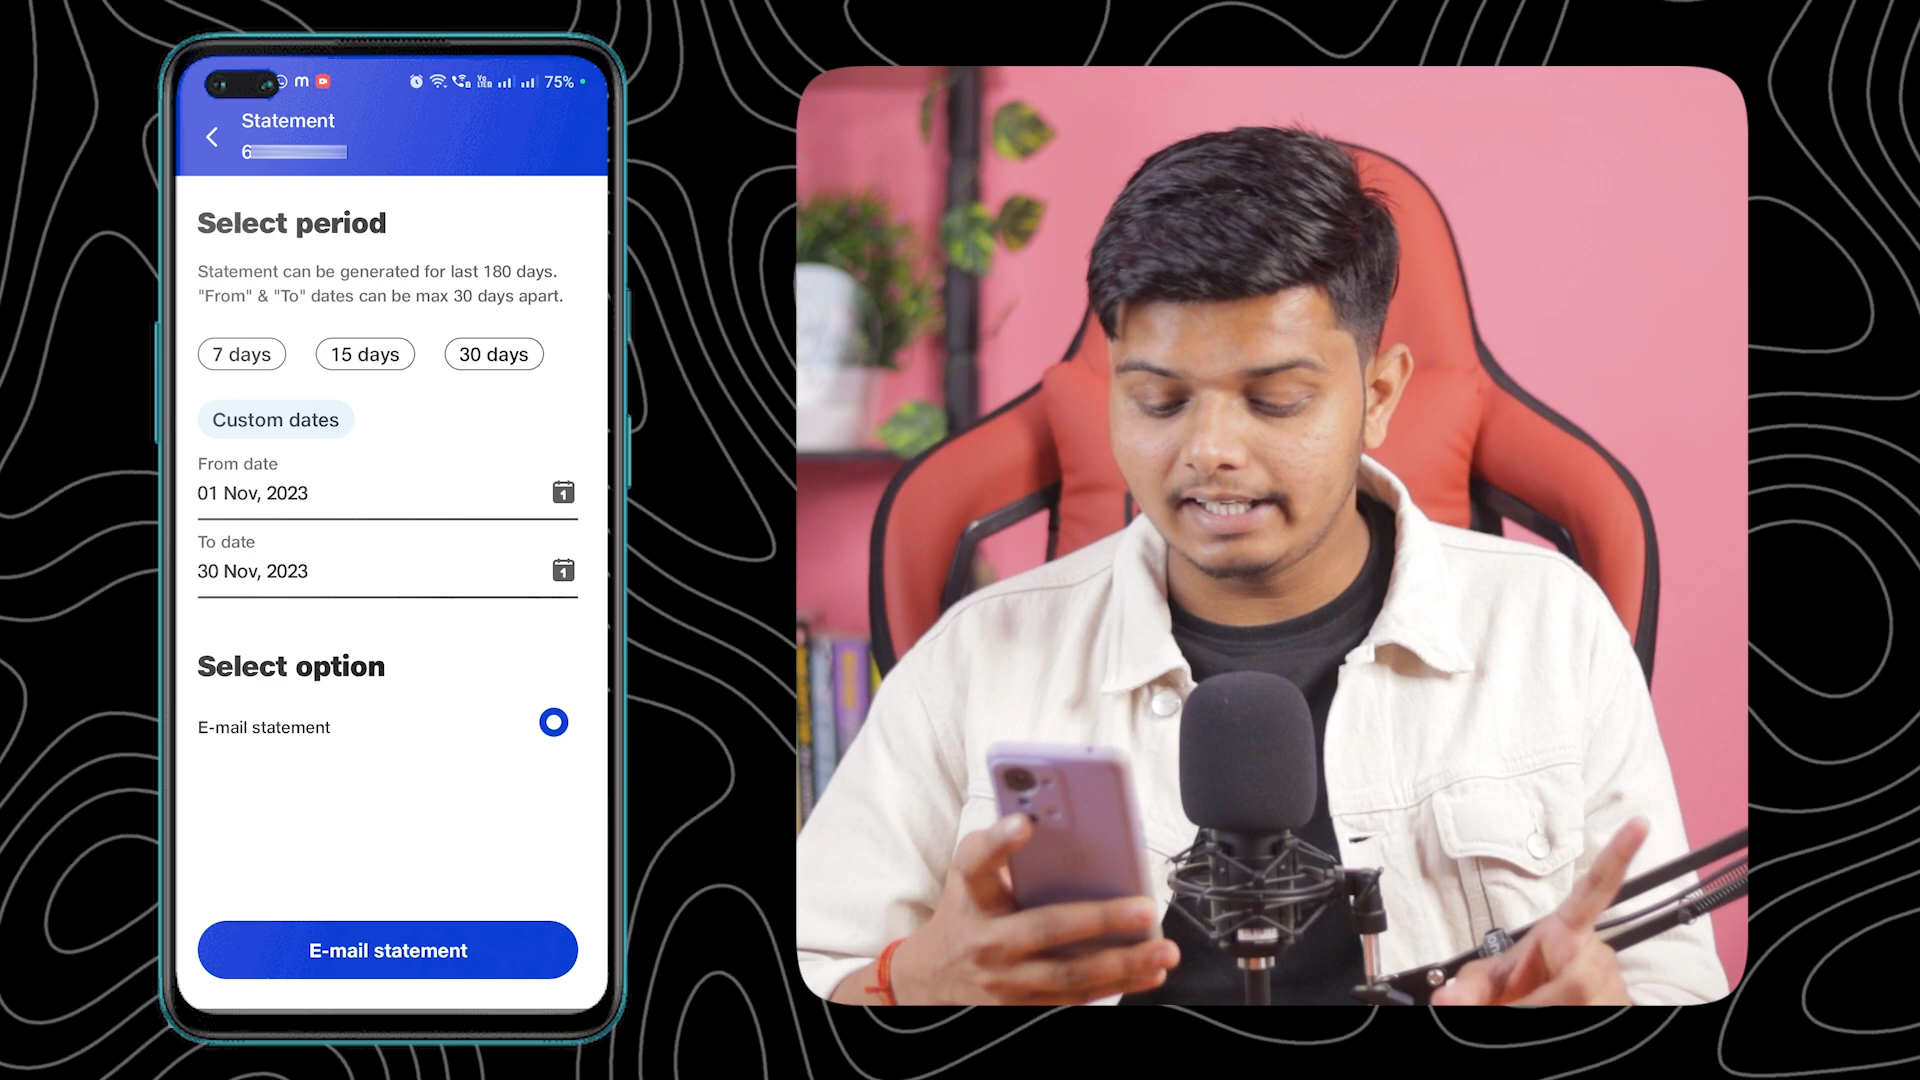 75%
Statement
6
Select period
Statement can be generated for last 180 days.
"From" & "To" dates can be max 30 days apart.
7 days
15 days
30 days
Custom dates
From date
01 Nov, 2023
To date
30 Nov, 2023
Select option
E-mail statement
E-mail statement